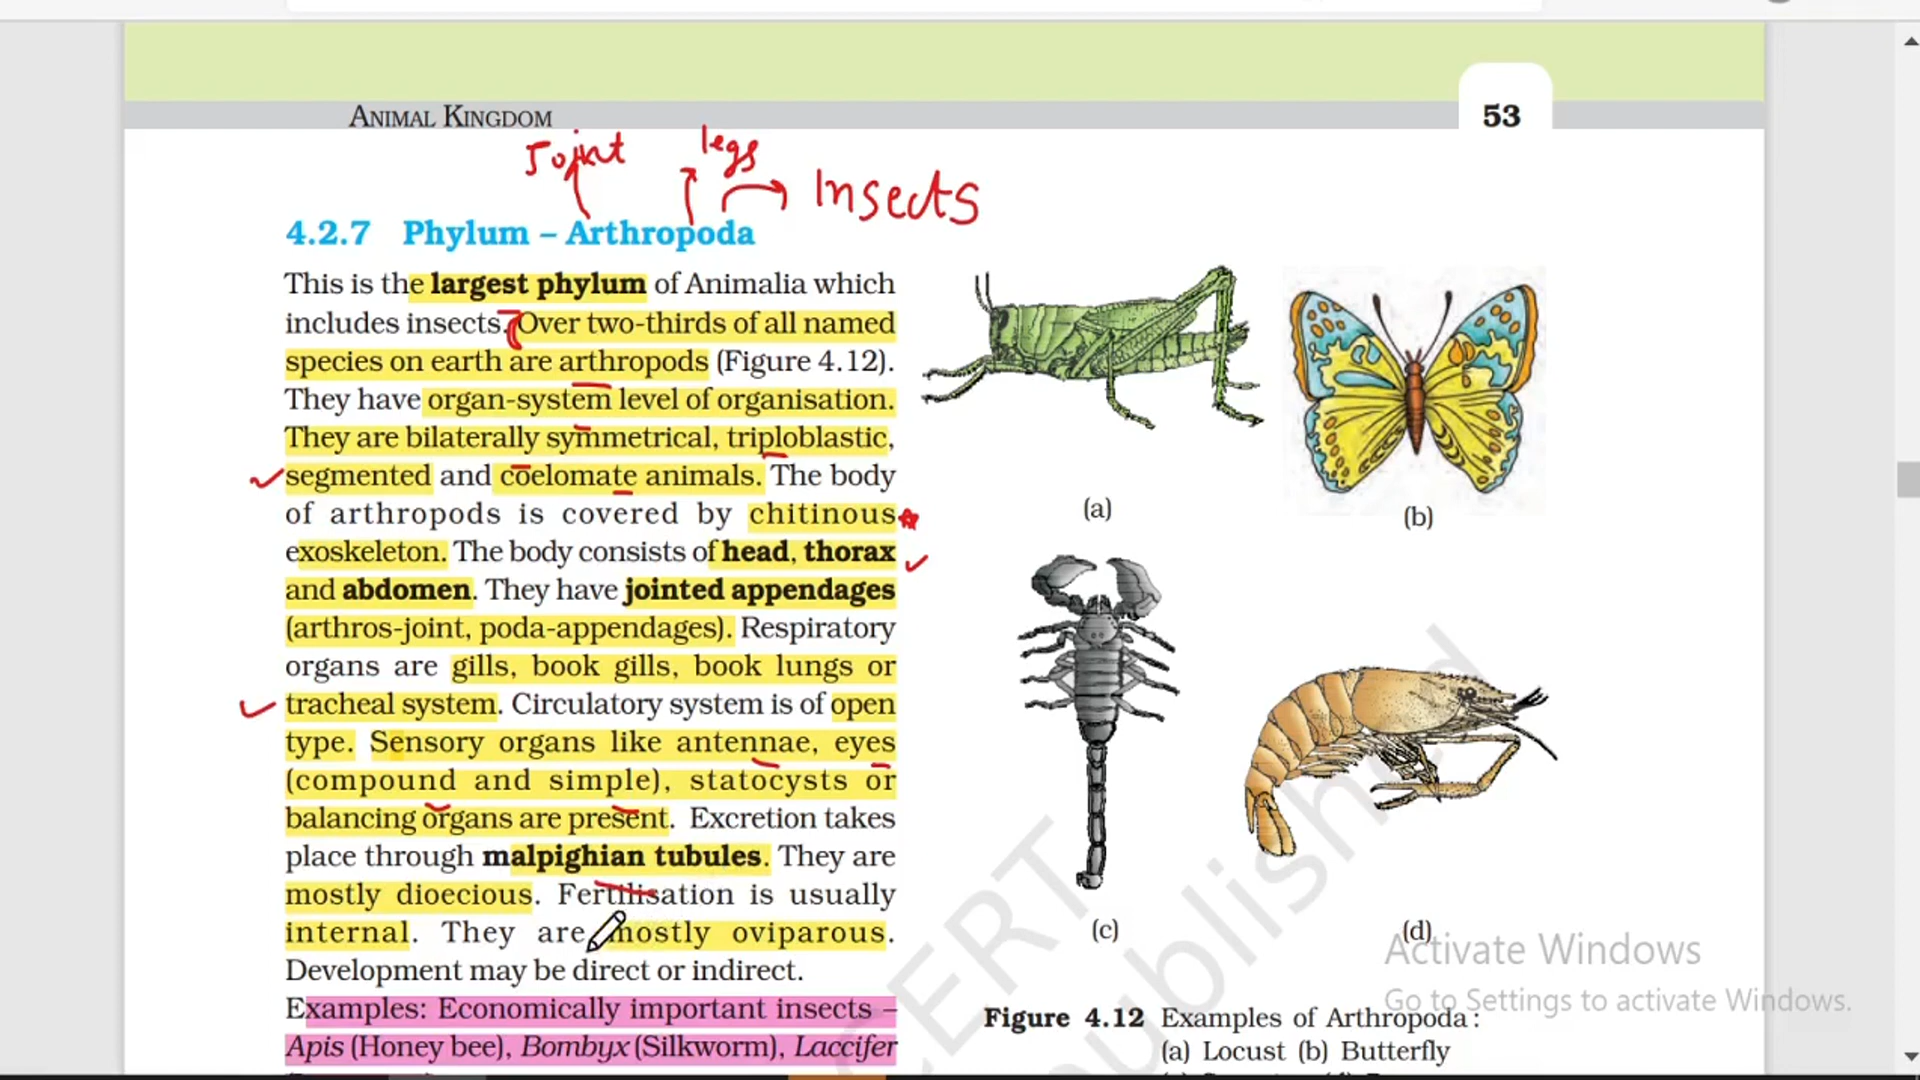 ANIMAL KINGDOM
53
Joint
legs
Insects
4.2.7 Phylum – Arthropoda
This is the largest phylum of Animalia which
includes insects. Over two-thirds of all named
species on earth are arthropods (Figure 4.12).
They have organ-system level of organisation.
They are bilaterally symmetrical, triploblastic,
segmented and coelomate animals. The body
of arthropods is covered by chitinous
exoskeleton. The body consists of head, thorax
and abdomen. They have jointed appendages
(arthros-joint, poda-appendages). Respiratory
organs are gills, book gills, book lungs or
tracheal system. Circulatory system is of open
type. Sensory organs like antennae, eyes
(compound and simple), statocysts or
balancing organs are present. Excretion takes
place through malpighian tubules. They are
mostly dioecious. Fertilisation is usually
internal. They are mostly oviparous.
Development may be direct or indirect.
Examples: Economically important insects –
Apis (Honey bee), Bombyx (Silkworm), Laccifer
(a)
(b)
(c)
(d)
Figure 4.12 Examples of Arthropoda :
(a) Locust (b) Butterfly
Activate Windows
Go to Settings to activate Windows.